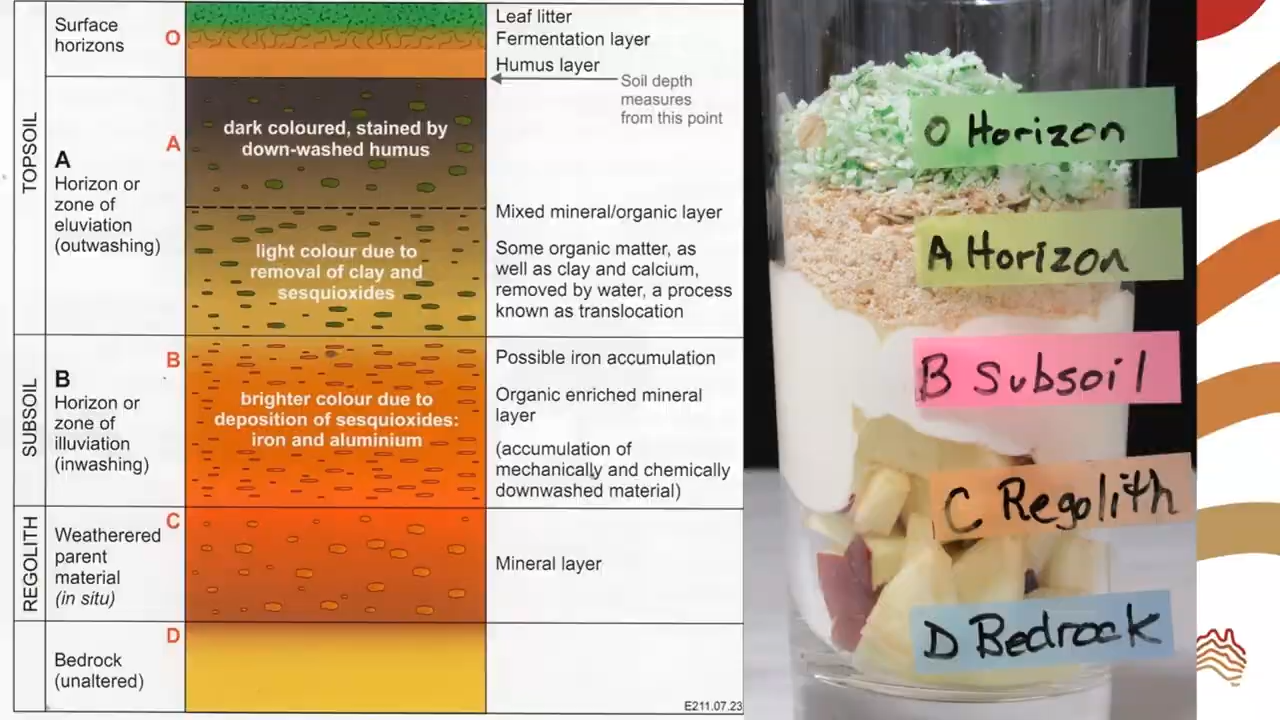 TOPSOIL
Surface
horizons
O
Leaf litter
Fermentation layer
Humus layer
Soil depth
measures
from this point
A
Horizon or
zone of
eluviation
(outwashing)
A
dark coloured, stained by
down-washed humus
light colour due to
removal of clay and
sesquioxides
Mixed mineral/organic layer
Some organic matter, as
well as clay and calcium,
removed by water, a process
known as translocation
SUBSOIL
B
Horizon or
zone of
illuviation
(inwashing)
B
brighter colour due to
deposition of sesquioxides:
iron and aluminium
Possible iron accumulation
Organic enriched mineral
layer
(accumulation of
mechanically and chemically
downwashed material)
REGOLITH
Weatherered
parent
material
(in situ)
C
Mineral layer
D
Bedrock
(unaltered)
E211.07.23
O Horizon
A Horizon
B Subsoil
C Regolith
D Bedrock